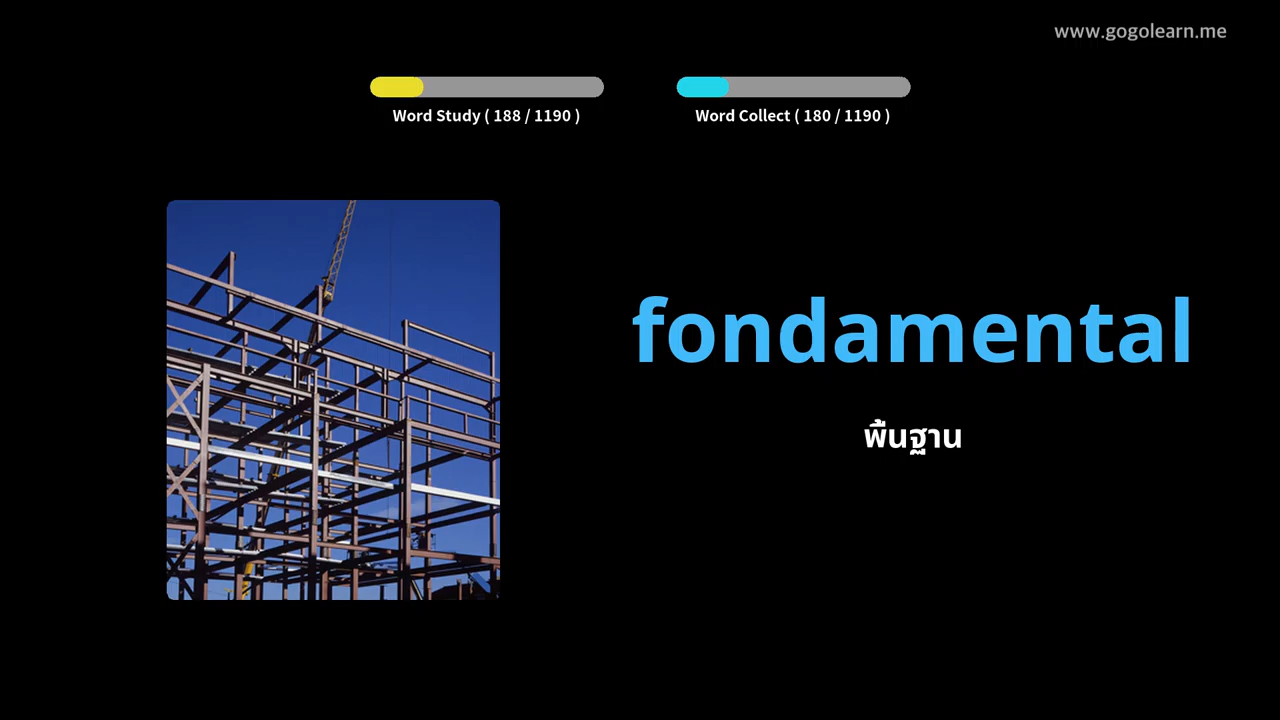 www.gogolearn.me
Word Study ( 188 / 1190 )
Word Collect ( 180 / 1190 )
fondamental
พื้นฐาน